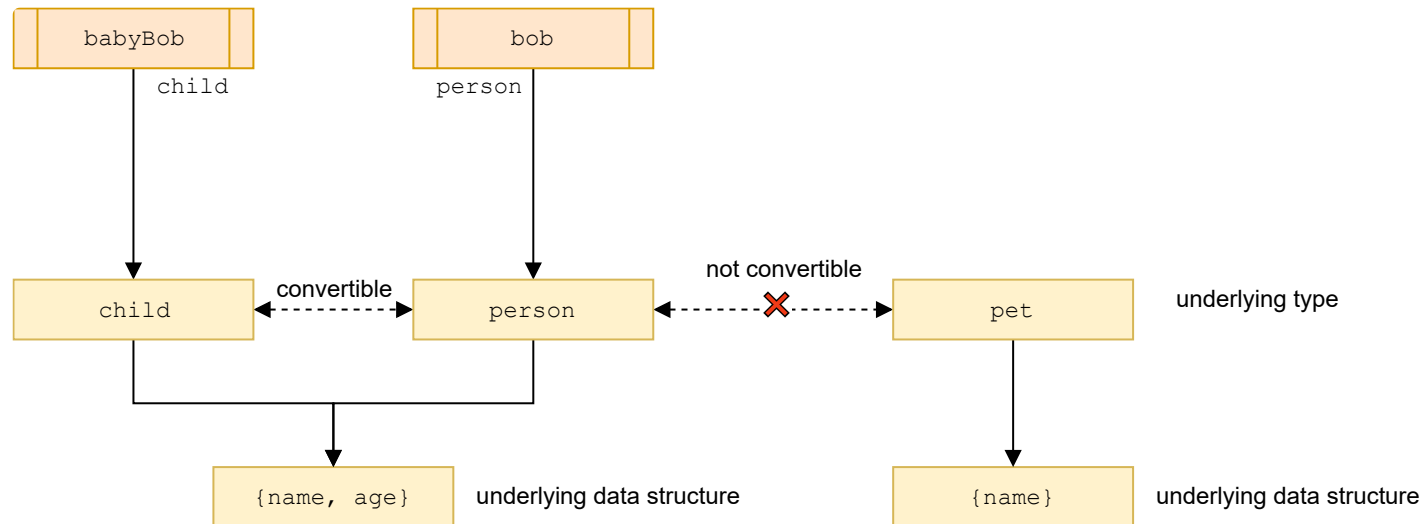 babyBob
bob
child
person
convertible
not convertible
child
person
pet
underlying type
{name, age}
underlying data structure
{name}
underlying data structure